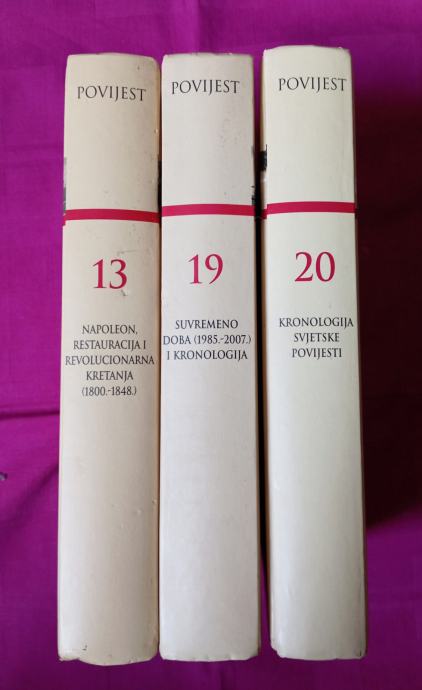 POVIJEST
13
NAPOLEON,
RESTAURACIJA I
REVOLUCIONARNA
KRETANJA
(1800.-1848.)
POVIJEST
19
SUVREMENO
DOBA (1985.-2007.)
I KRONOLOGIJA
POVIJEST
20
KRONOLOGIJA
SVJETSKE
POVIJESTI